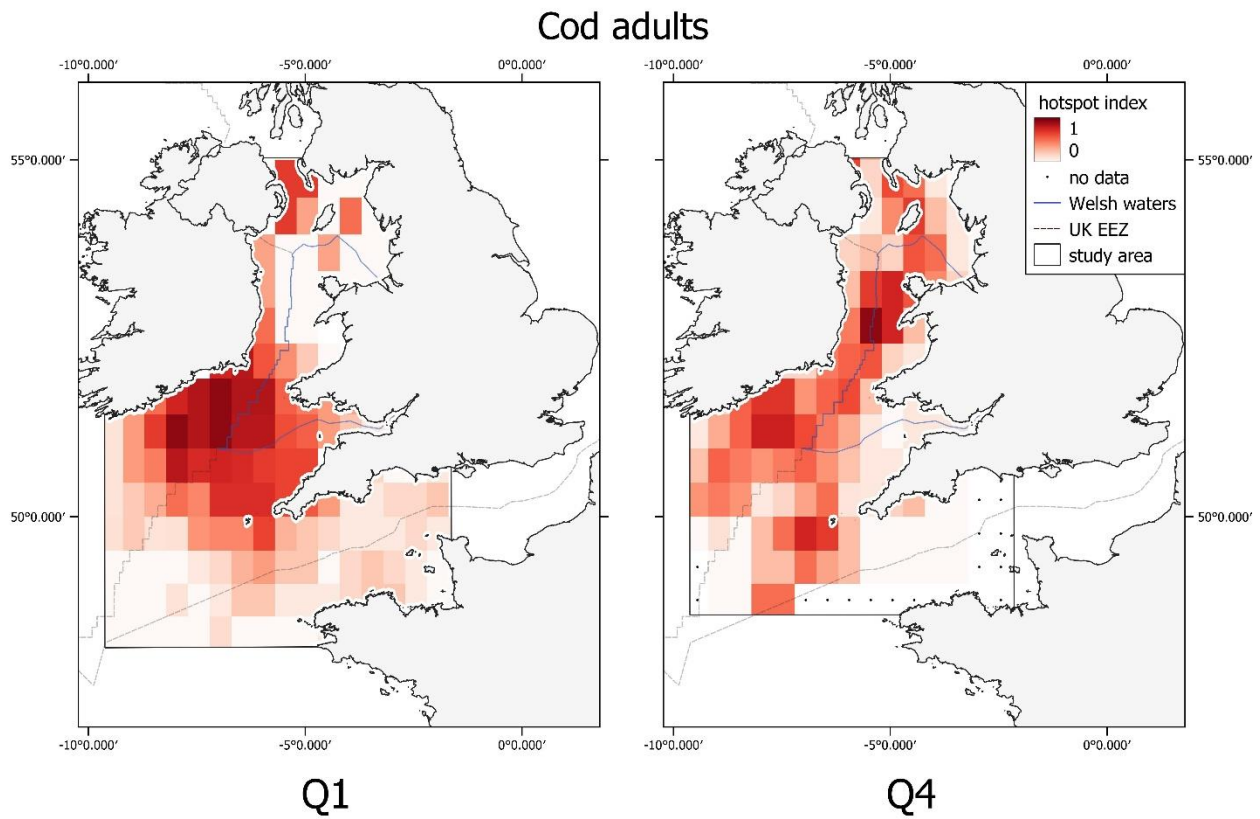 Cod adults
-10°0.000′ -5°0.000′ 0°0.000′ -10°0.000′ -5°0.000′ 0°0.000′
hotspot index
1
0
no data
Welsh waters
UK EEZ
study area
55°0.000′ 55°0.000′
50°0.000′ 50°0.000′
-10°0.000′ -5°0.000′ 0°0.000′ -10°0.000′ -5°0.000′ 0°0.000′
Q1 Q4